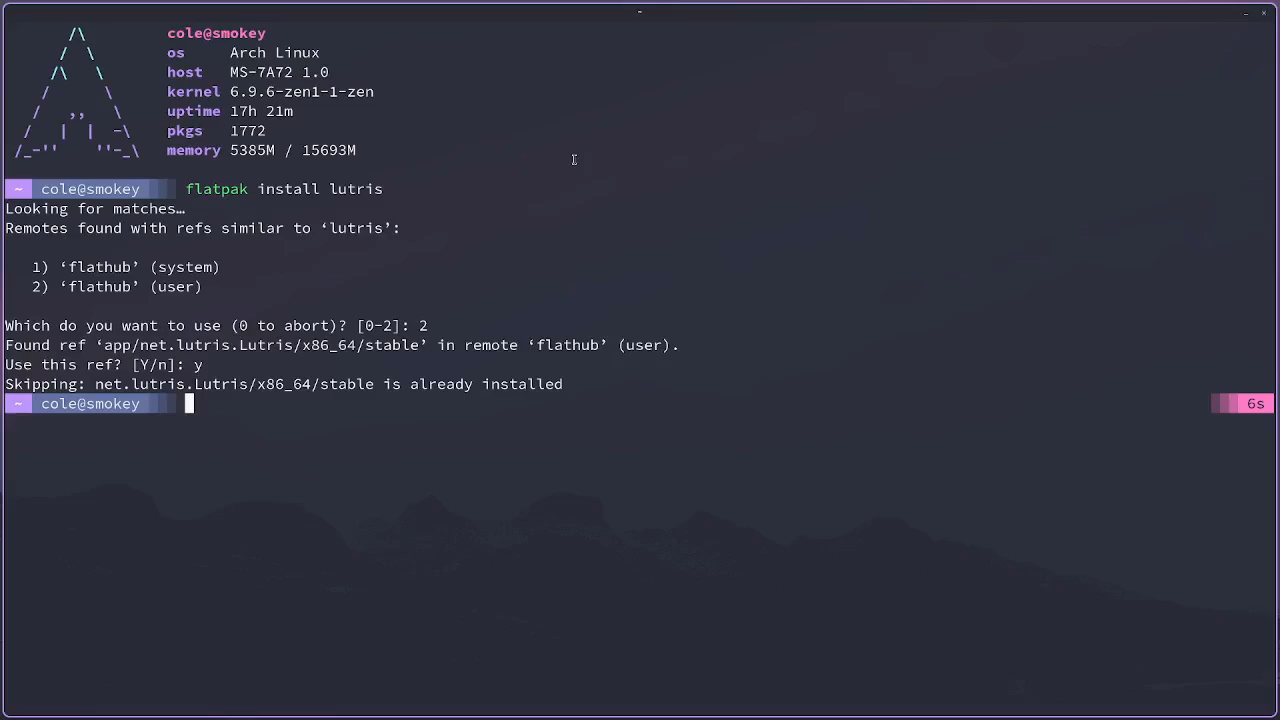 ~
cole@smokey
os Arch Linux
host MS-7A72 1.0
kernel 6.9.6-zen1-1-zen
uptime 17h 21m
pkgs 1772
memory 5385M / 15693M
~ cole@smokey flatpak install lutris
Looking for matches…
Remotes found with refs similar to ‘lutris’:
1) ‘flathub’ (system)
2) ‘flathub’ (user)
Which do you want to use (0 to abort)? [0-2]: 2
Found ref ‘app/net.lutris.Lutris/x86_64/stable’ in remote ‘flathub’ (user).
Use this ref? [Y/n]: y
Skipping: net.lutris.Lutris/x86_64/stable is already installed
~ cole@smokey 6s